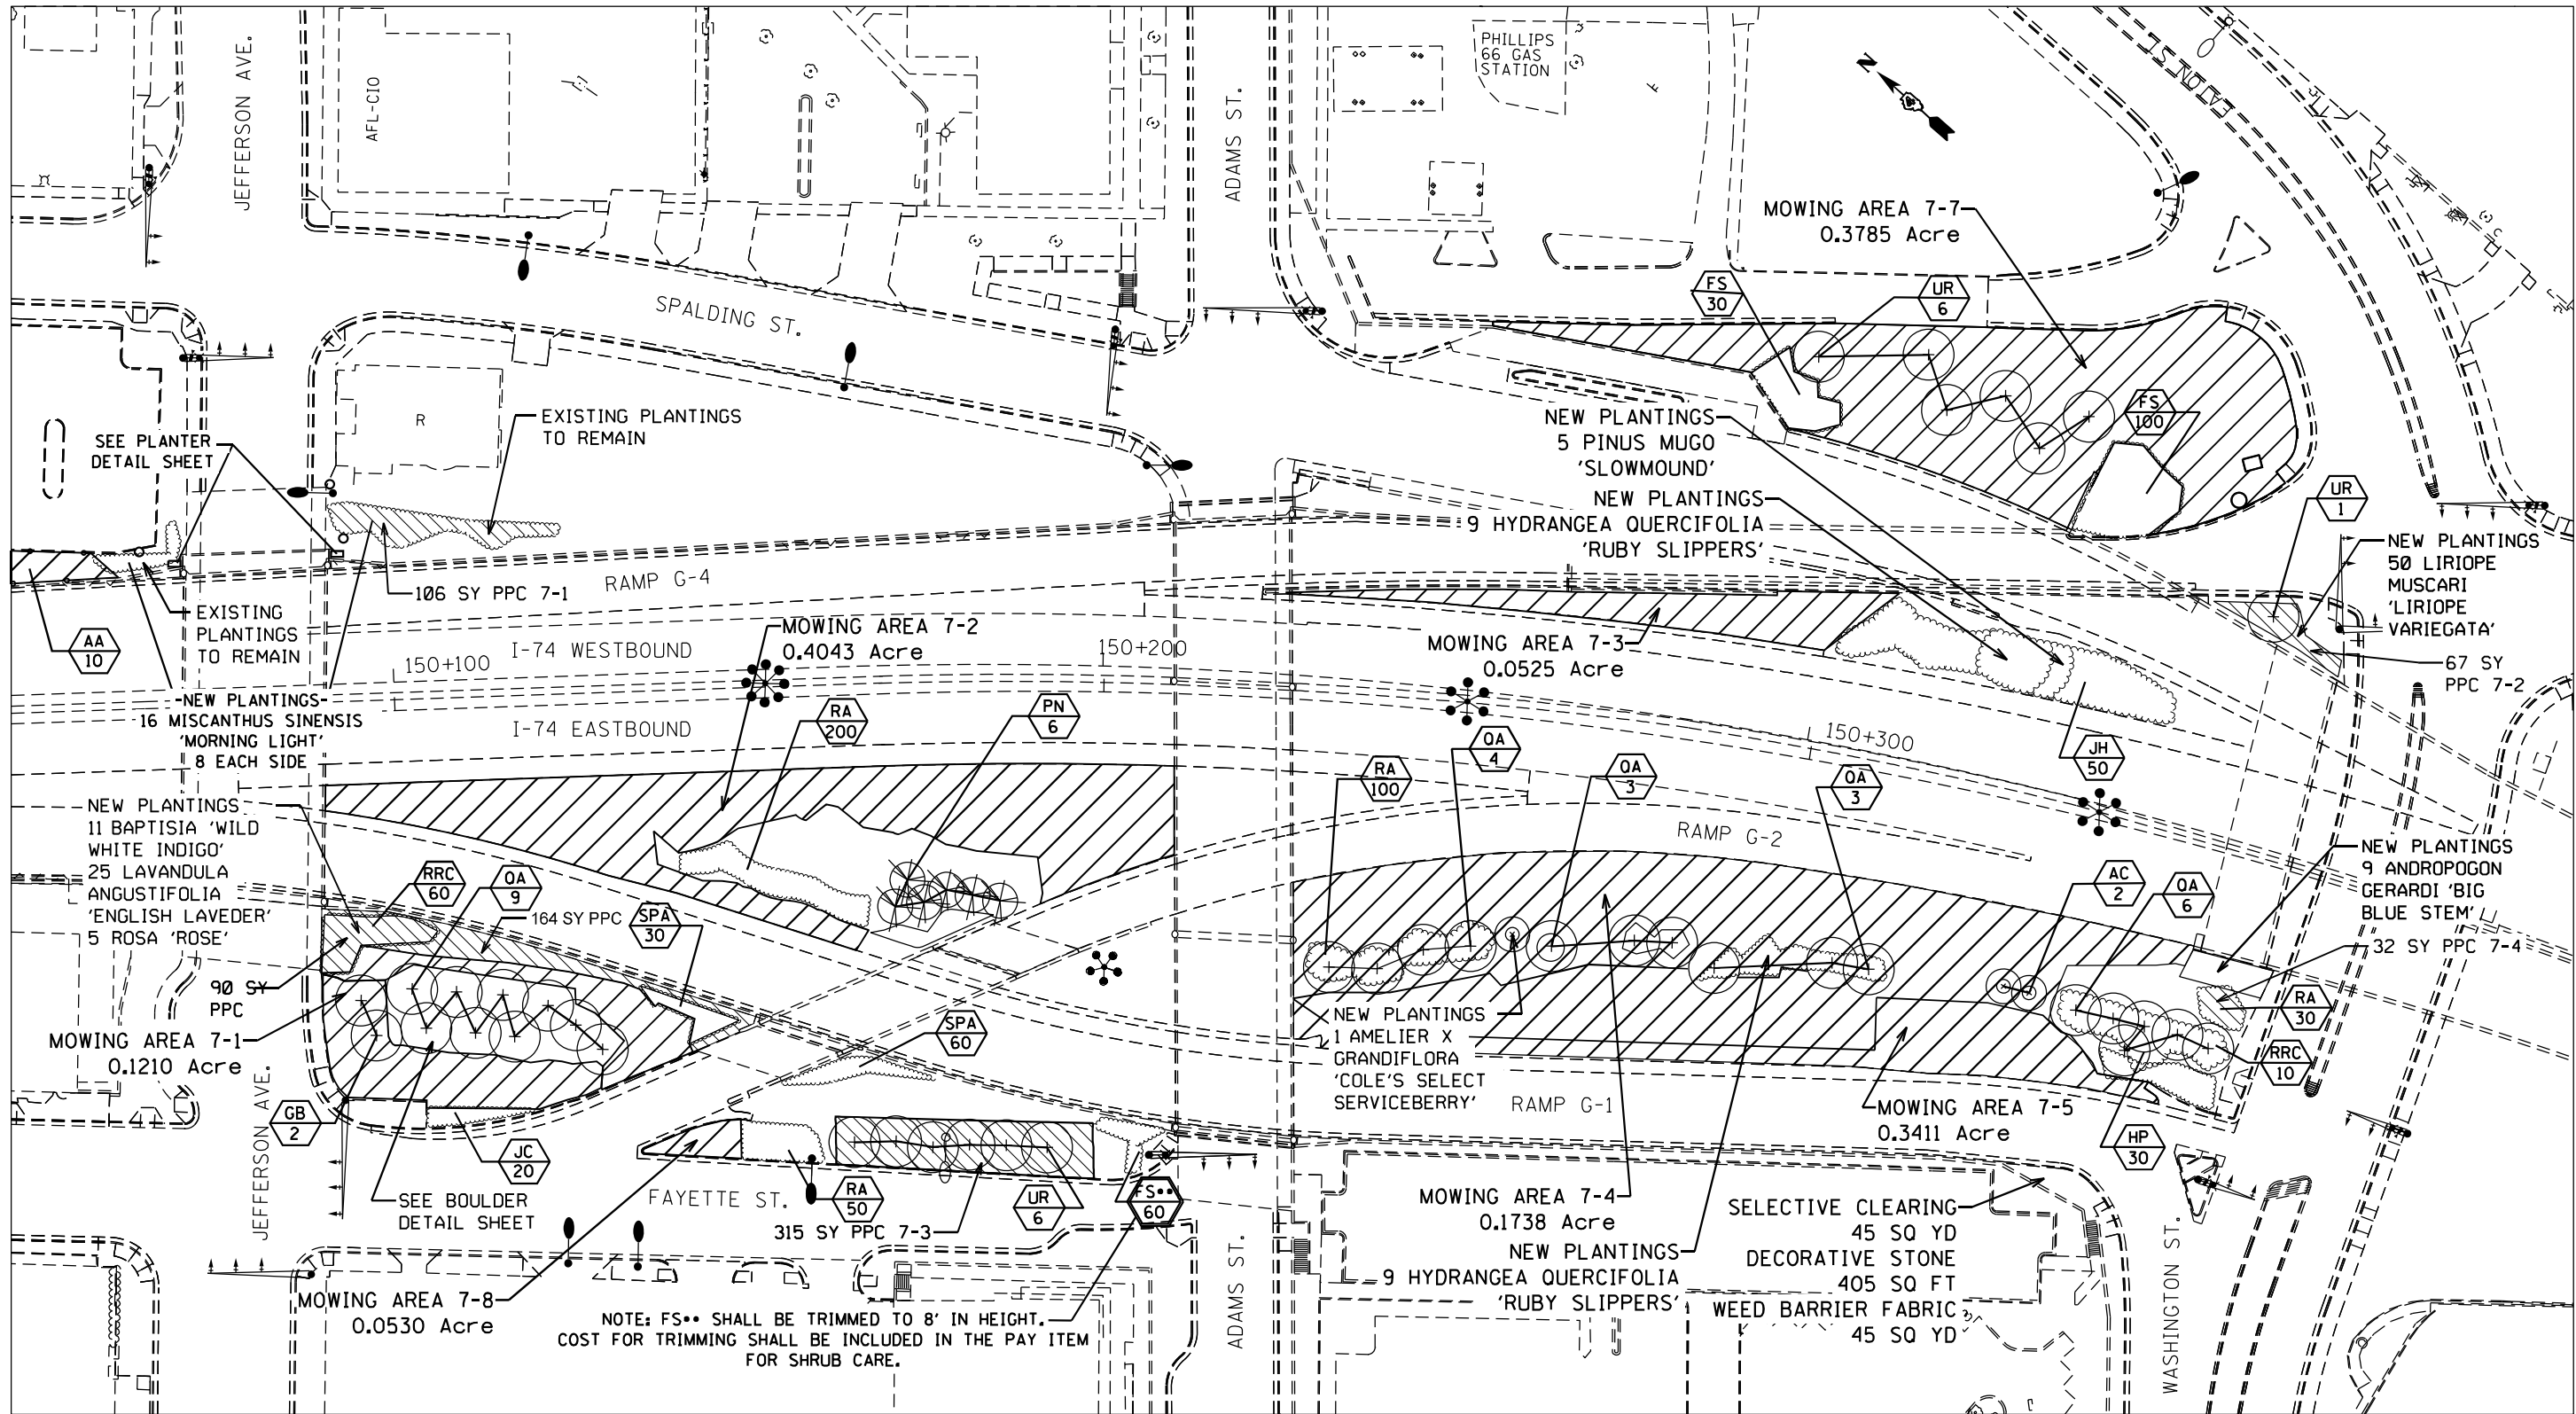 JEFFERSON AVE.
AFL-CIO
ADAMS ST.
PHILLIPS
66 GAS
STATION
N
EATON ST.
MOWING AREA 7-7
0.3785 Acre
SPALDING ST.
FS
30
UR
6
R
EXISTING PLANTINGS
TO REMAIN
SEE PLANTER
DETAIL SHEET
NEW PLANTINGS
5 PINUS MUGO
'SLOWMOUND'
FS
100
NEW PLANTINGS
9 HYDRANGEA QUERCIFOLIA
'RUBY SLIPPERS'
UR
1
NEW PLANTINGS
50 LIRIOPE
MUSCARI
'LIRIOPE
VARIEGATA'
106 SY PPC 7-1
RAMP G-4
EXISTING
PLANTINGS
TO REMAIN
AA
10
MOWING AREA 7-2
0.4043 Acre
I-74 WESTBOUND
150+100
150+200
MOWING AREA 7-3
0.0525 Acre
67 SY
PPC 7-2
NEW PLANTINGS
16 MISCANTHUS SINENSIS
'MORNING LIGHT'
8 EACH SIDE
I-74 EASTBOUND
RA
200
PN
6
QA
4
150+300
JH
50
RA
100
QA
3
QA
3
NEW PLANTINGS
11 BAPTISIA 'WILD
WHITE INDIGO'
25 LAVANDULA
ANGUSTIFOLIA
'ENGLISH LAVEDER'
5 ROSA 'ROSE'
RAMP G-2
NEW PLANTINGS
9 ANDROPOGON
GERARDI 'BIG
BLUE STEM'
RRC
60
QA
9
164 SY PPC
SPA
30
AC
2
QA
6
32 SY PPC 7-4
90 SY
PPC
MOWING AREA 7-1
0.1210 Acre
SPA
60
NEW PLANTINGS
1 AMELIER X
GRANDIFLORA
'COLE'S SELECT
SERVICEBERRY'
RA
30
RRC
10
JEFFERSON AVE.
GB
2
RAMP G-1
MOWING AREA 7-5
0.3411 Acre
HP
30
JC
20
SEE BOULDER
DETAIL SHEET
FAYETTE ST.
RA
50
UR
6
FS••
60
315 SY PPC 7-3
MOWING AREA 7-4
0.1738 Acre
SELECTIVE CLEARING
45 SQ YD
DECORATIVE STONE
405 SQ FT
WEED BARRIER FABRIC
45 SQ YD
NEW PLANTINGS
9 HYDRANGEA QUERCIFOLIA
'RUBY SLIPPERS'
ADAMS ST.
WASHINGTON ST.
MOWING AREA 7-8
0.0530 Acre
NOTE: FS•• SHALL BE TRIMMED TO 8' IN HEIGHT.
COST FOR TRIMMING SHALL BE INCLUDED IN THE PAY ITEM
FOR SHRUB CARE.